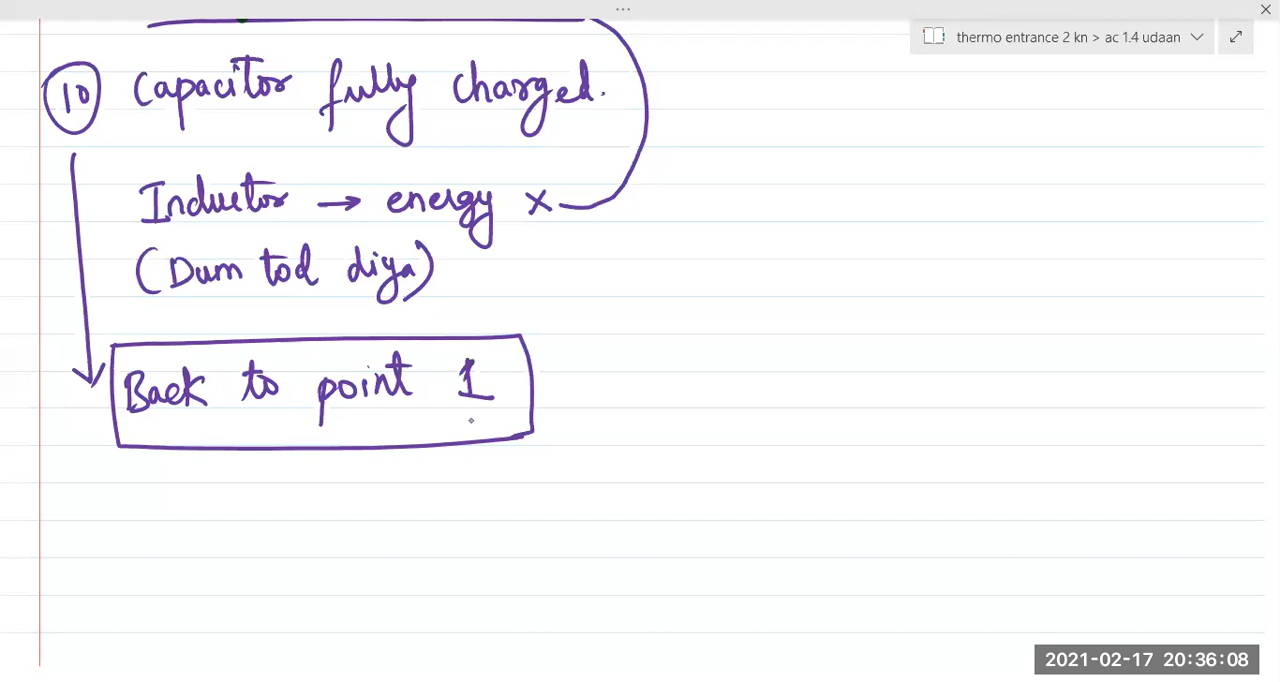 thermo entrance 2 kn > ac 1.4 udaan
10 Capacitor fully charged.
Inductor → energy ×
(Dum tod diya)
Back to point 1
2021-02-17 20:36:08